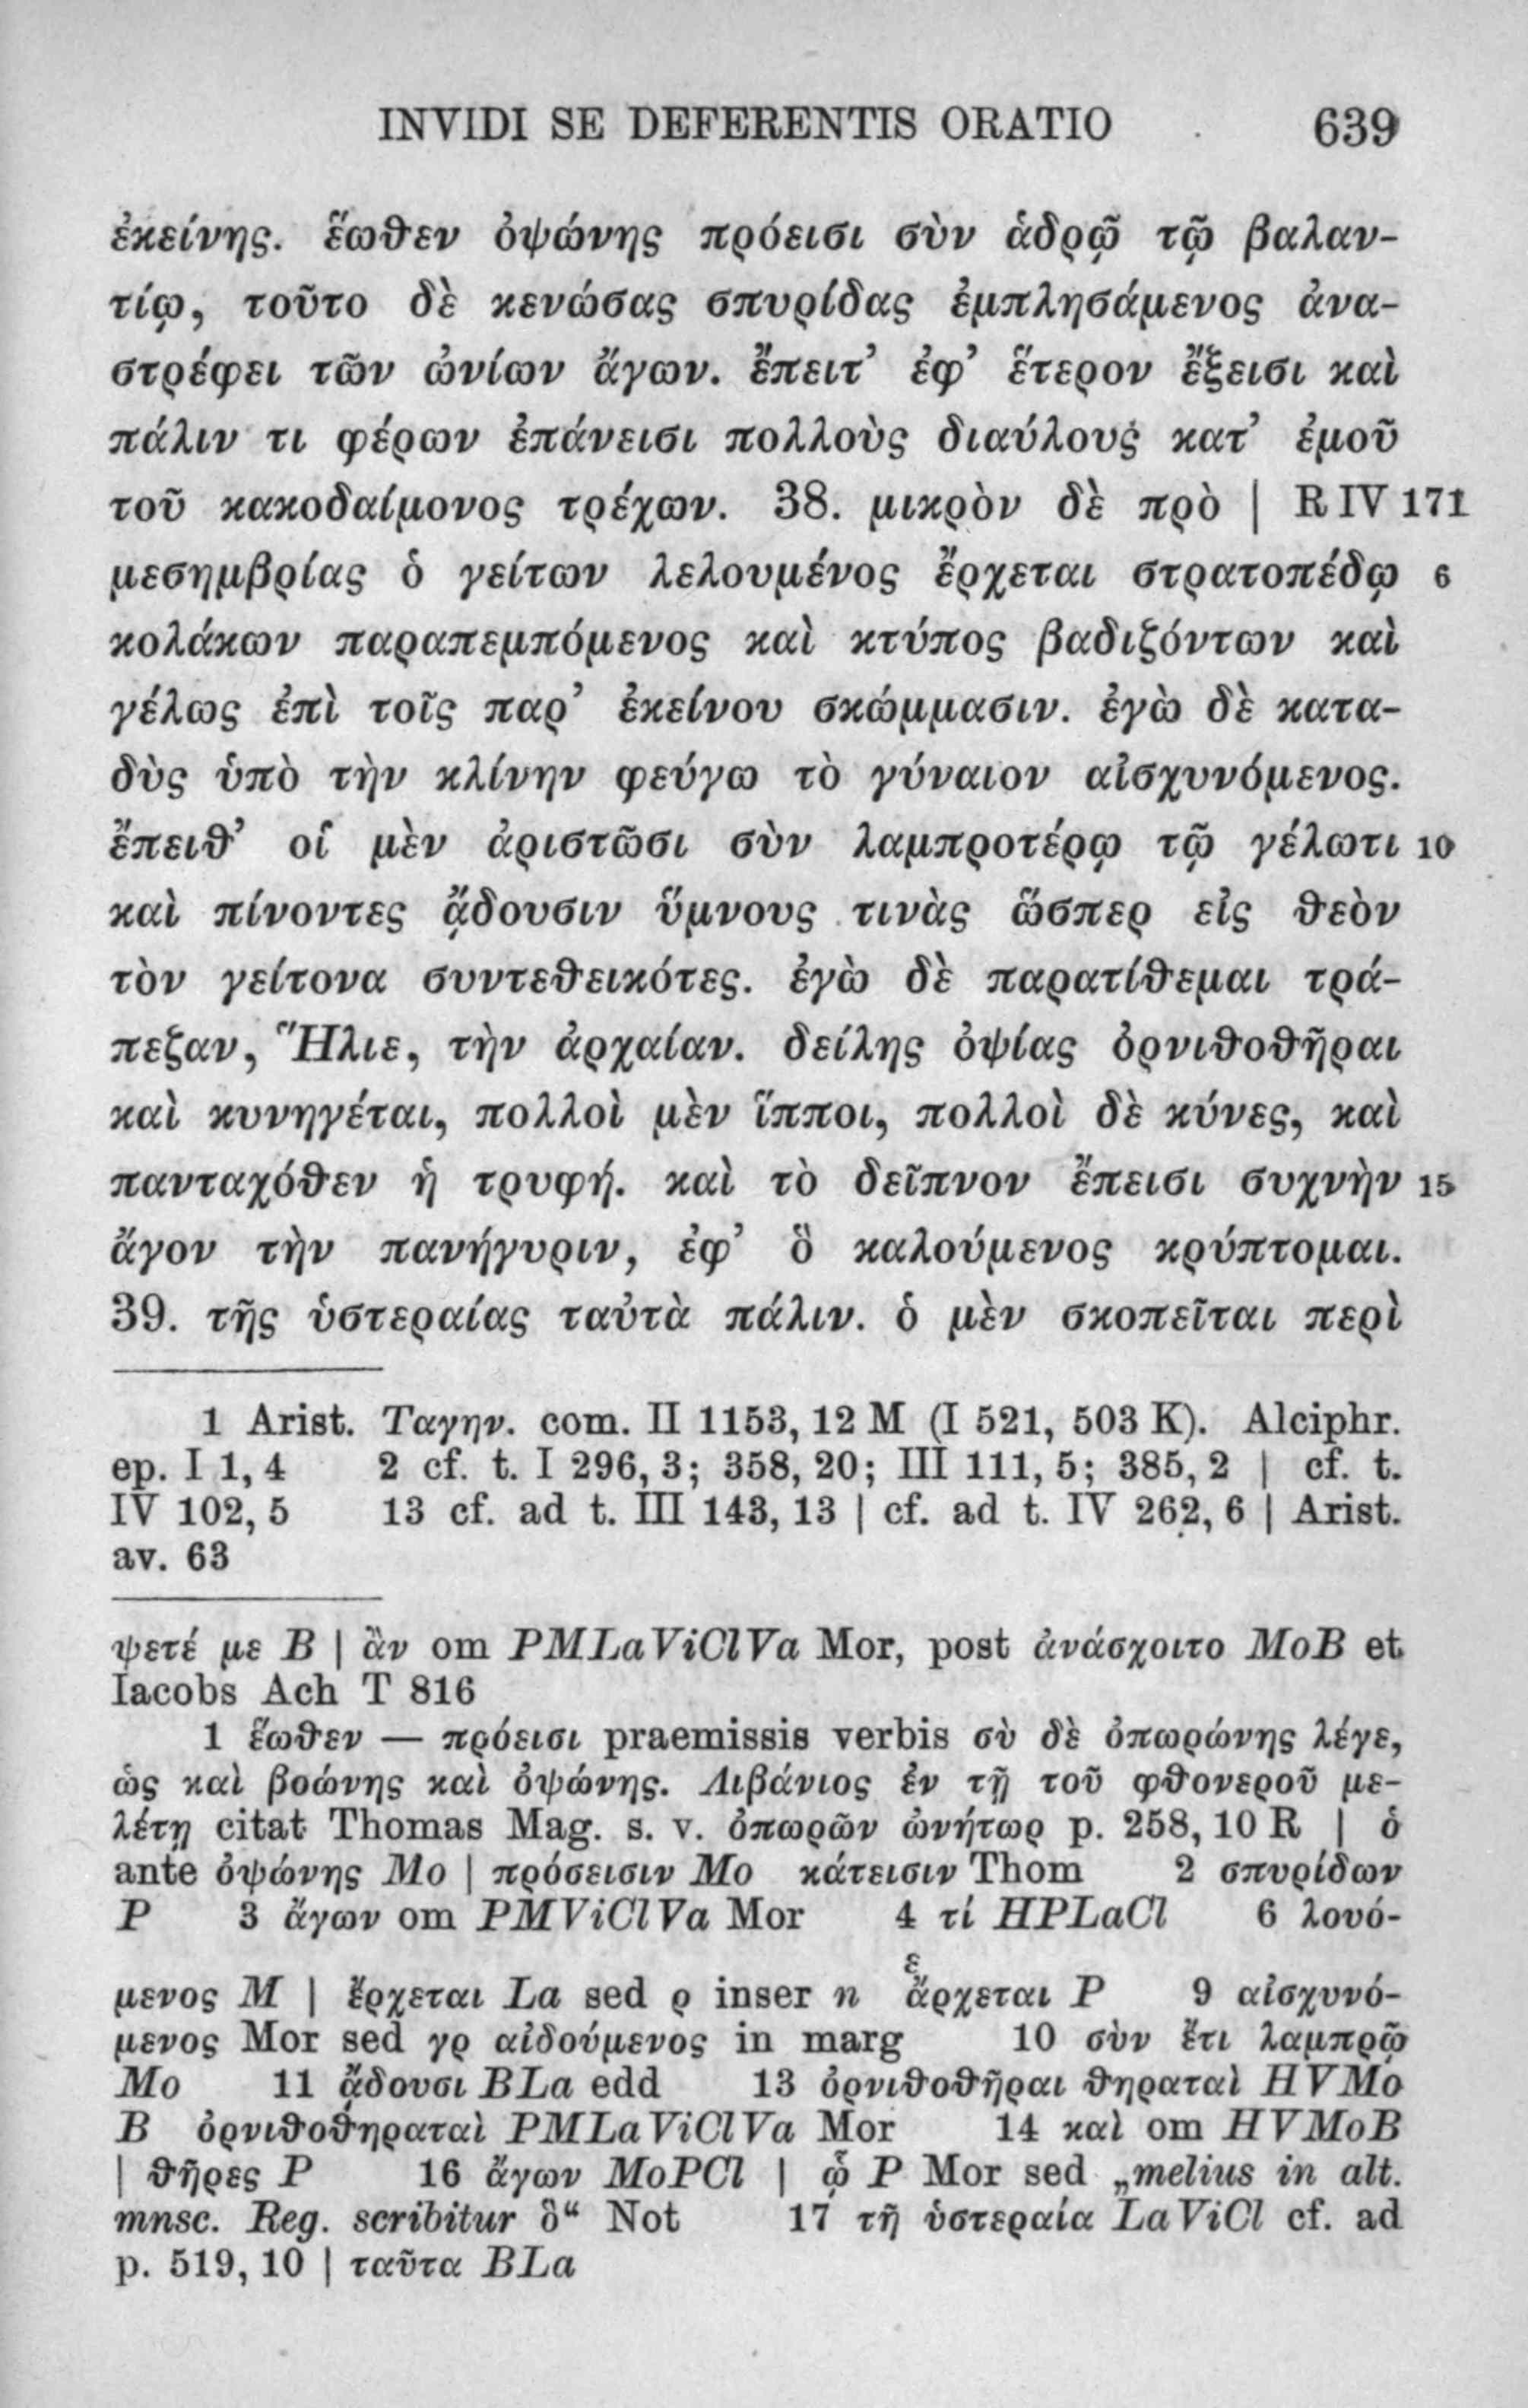 INVIDI SE DEFERENTIS ORATIO 639
ἐκείνης. ἕωθεν ὀψώνης πρόεισι σὺν ἁδρῷ τῷ βαλαν-
τίῳ, τοῦτο δὲ κενώσας σπυρίδας ἐμπλησάμενος ἀνα-
στρέφει τῶν ὠνίων ἄγων. ἔπειτ’ ἐφ’ ἕτερον ἔξεισι καὶ
πάλιν τι φέρων ἐπάνεισι πολλοὺς διαύλους κατ’ ἐμοῦ
τοῦ κακοδαίμονος τρέχων. 38. μικρὸν δὲ πρὸ | R IV 171
μεσημβρίας ὁ γείτων λελουμένος ἔρχεται στρατοπέδῳ 6
κολάκων παραπεμπόμενος καὶ κτύπος βαδιζόντων καὶ
γέλως ἐπὶ τοῖς παρ’ ἐκείνου σκώμμασιν. ἐγὼ δὲ κατα-
δὺς ὑπὸ τὴν κλίνην φεύγω τὸ γύναιον αἰσχυνόμενος.
ἔπειθ’ οἱ μὲν ἀριστῶσι σὺν λαμπροτέρῳ τῷ γέλωτι 10
καὶ πίνοντες ᾄδουσιν ὕμνους τινὰς ὥσπερ εἰς θεὸν
τὸν γείτονα συντεθεικότες. ἐγὼ δὲ παρατίθεμαι τρά-
πεζαν, Ἥλιε, τὴν ἀρχαίαν. δείλης ὀψίας ὀρνιθοθῆραι
καὶ κυνηγέται, πολλοὶ μὲν ἵπποι, πολλοὶ δὲ κύνες, καὶ
πανταχόθεν ἡ τρυφή. καὶ τὸ δεῖπνον ἔπεισι συχνὴν 15
ἄγον τὴν πανήγυριν, ἐφ’ ὃ καλούμενος κρύπτομαι.
39. τῆς ὑστεραίας ταὐτὰ πάλιν. ὁ μὲν σκοπεῖται περὶ
1 Arist. Ταγην. com. II 1153, 12 M (I 521, 503 K). Alciphr.
ep. I 1, 4 2 cf. t. I 296, 3; 358, 20; III 111, 5; 385, 2 | cf. t.
IV 102, 5 13 cf. ad t. III 143, 13 | cf. ad t. IV 262, 6 | Arist.
av. 63
ψετέ με B | ἂν om PMLaViClVa Mor, post ἀνάσχοιτο MoB et
Iacobs Ach T 816
1 ἕωθεν — πρόεισι praemissis verbis σὺ δὲ ὀπωρώνης λέγε,
ὡς καὶ βοώνης καὶ ὀψώνης. Λιβάνιος ἐν τῇ τοῦ φθονεροῦ με-
λέτῃ citat Thomas Mag. s. v. ὀπωρῶν ὠνήτωρ p. 258, 10 R | ὁ
ante ὀψώνης Mo | πρόσεισιν Mo κάτεισιν Thom 2 σπυρίδων
P 3 ἄγων om PMViClVa Mor 4 τί HPLaCl 6 λουό-
μενος M | ἔρχεται La sed ρ inser n ἄρχεται P 9 αἰσχυνό-
μενος Mor sed γρ αἰδούμενος in marg 10 σὺν ἔτι λαμπρῷ
Mo 11 ᾄδουσι BLa edd 13 ὀρνιθοθῆραι θηραταὶ HVMo
B ὀρνιθοθηραταὶ PMLaViClVa Mor 14 καὶ om HVMoB
| θῆρες P 16 ἄγων MoPCl | ᾧ P Mor sed „melius in alt.
mnsc. Reg. scribitur ὃ“ Not 17 τῇ ὑστεραίᾳ LaViCl cf. ad
p. 519, 10 | ταῦτα BLa